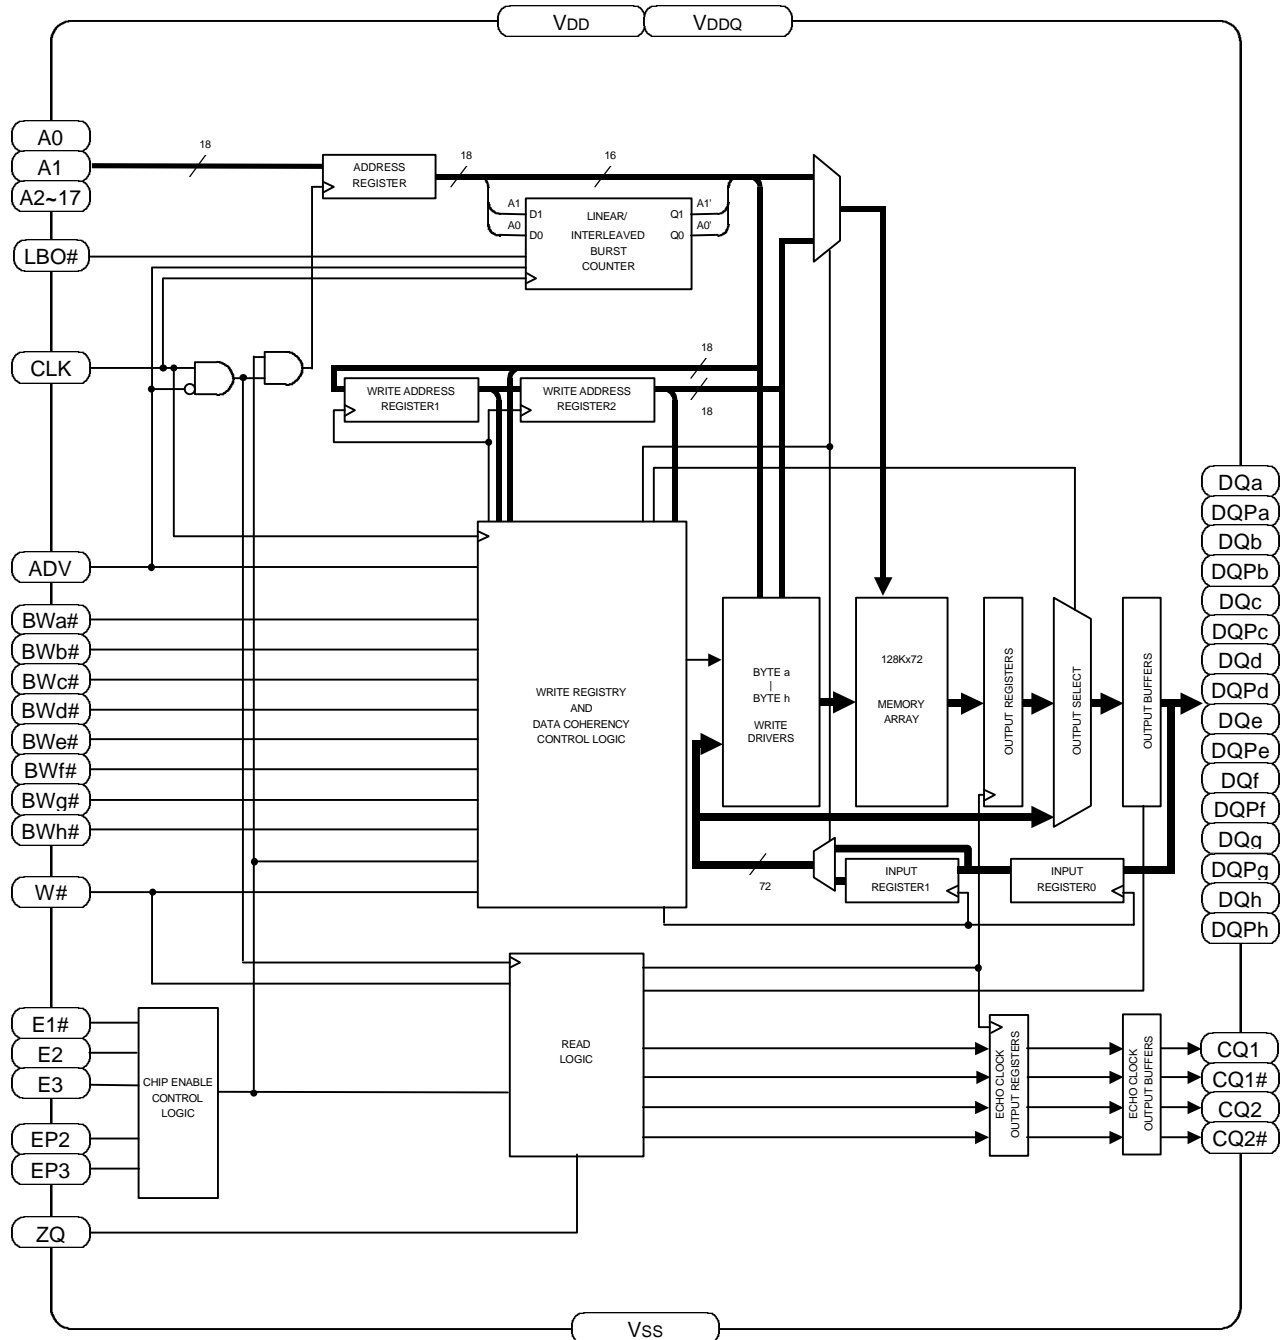 VDD
VDDQ
A0
A1
A2~17
LBO#
CLK
ADV
BWa#
BWb#
BWc#
BWd#
BWe#
BWf#
BWg#
BWh#
W#
E1#
E2
E3
EP2
EP3
ZQ
18
ADDRESS
REGISTER
18
16
A1
A0
D1
D0
LINEAR/
INTERLEAVED
BURST
COUNTER
Q1
Q0
A1'
A0'
WRITE ADDRESS
REGISTER1
WRITE ADDRESS
REGISTER2
18
18
WRITE REGISTRY
AND
DATA COHERENCY
CONTROL LOGIC
BYTE a
|
BYTE h
WRITE
DRIVERS
128Kx72
MEMORY
ARRAY
OUTPUT REGISTERS
OUTPUT SELECT
OUTPUT BUFFERS
72
INPUT
REGISTER1
INPUT
REGISTER0
CHIP ENABLE
CONTROL
LOGIC
READ
LOGIC
ECHO CLOCK
OUTPUT REGISTERS
ECHO CLOCK
OUTPUT BUFFERS
DQa
DQPa
DQb
DQPb
DQc
DQPc
DQd
DQPd
DQe
DQPe
DQf
DQPf
DQg
DQPg
DQh
DQPh
CQ1
CQ1#
CQ2
CQ2#
VSS